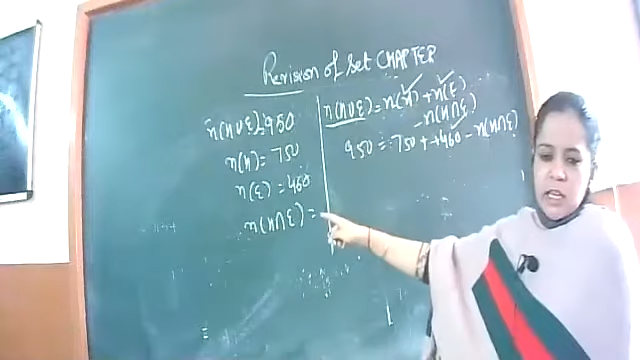 Revision of Set CHAPTER
n(H∪E)=950
n(H)= 750
n(E) = 460
n(H∩E) =
n(H∪E)= n(H) + n(E)
- n(H∩E)
950 = 750 + 460 - n(H∩E)